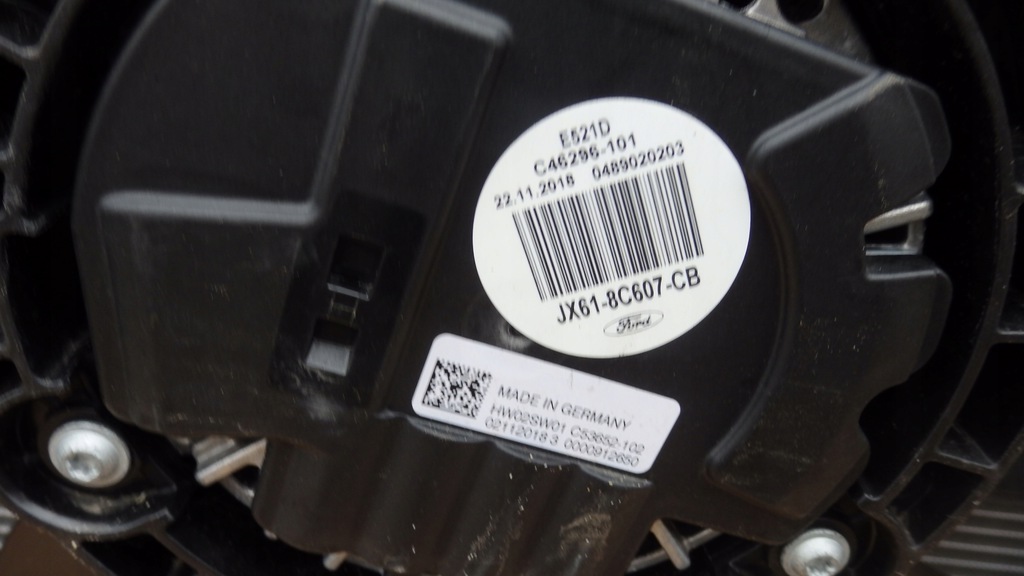 E521D
C46296-101
22.11.2018 0489020203
JX61-8C607-CB
Ford
MADE IN GERMANY
HW02SW01 C53652-102
02112018 3 0000912650